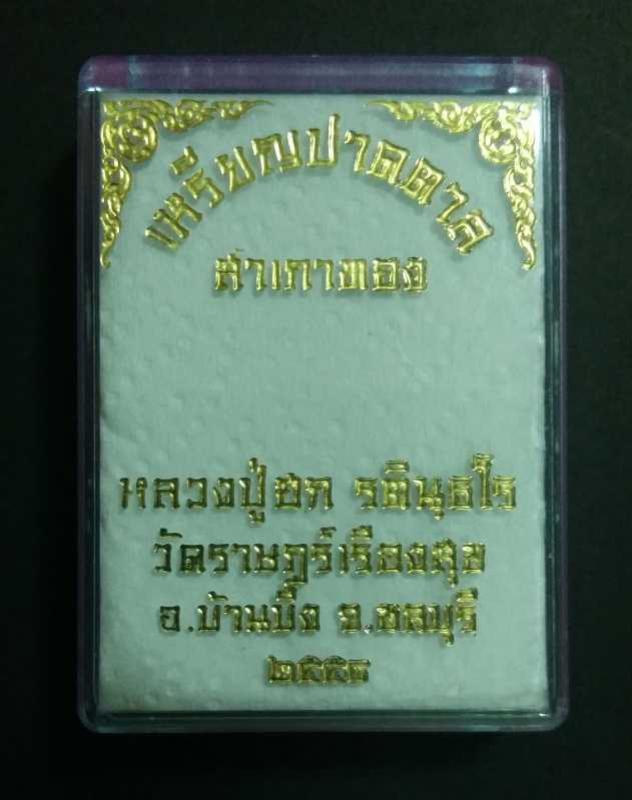 เหรียญปาดตาล
สำเภาทอง
หลวงปู่ฮก รตินฺธโร
วัดราษฎร์เรืองสุข
อ.บ้านบึง จ.ชลบุรี